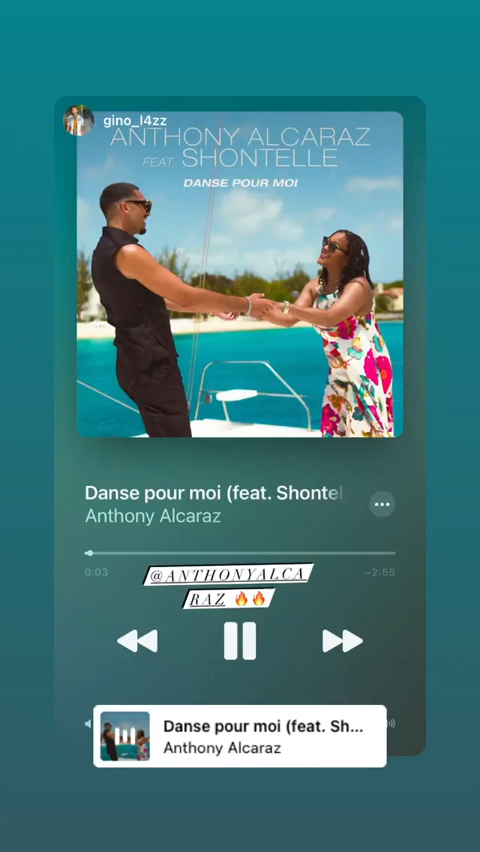 gino_l4zz
ANTHONY ALCARAZ
FEAT. SHONTELLE
DANSE POUR MOI
Danse pour moi (feat. Shontel
Anthony Alcaraz
0:03
-2:55
@ANTHONYALCA
RAZ 🔥🔥
Danse pour moi (feat. Sh...
Anthony Alcaraz